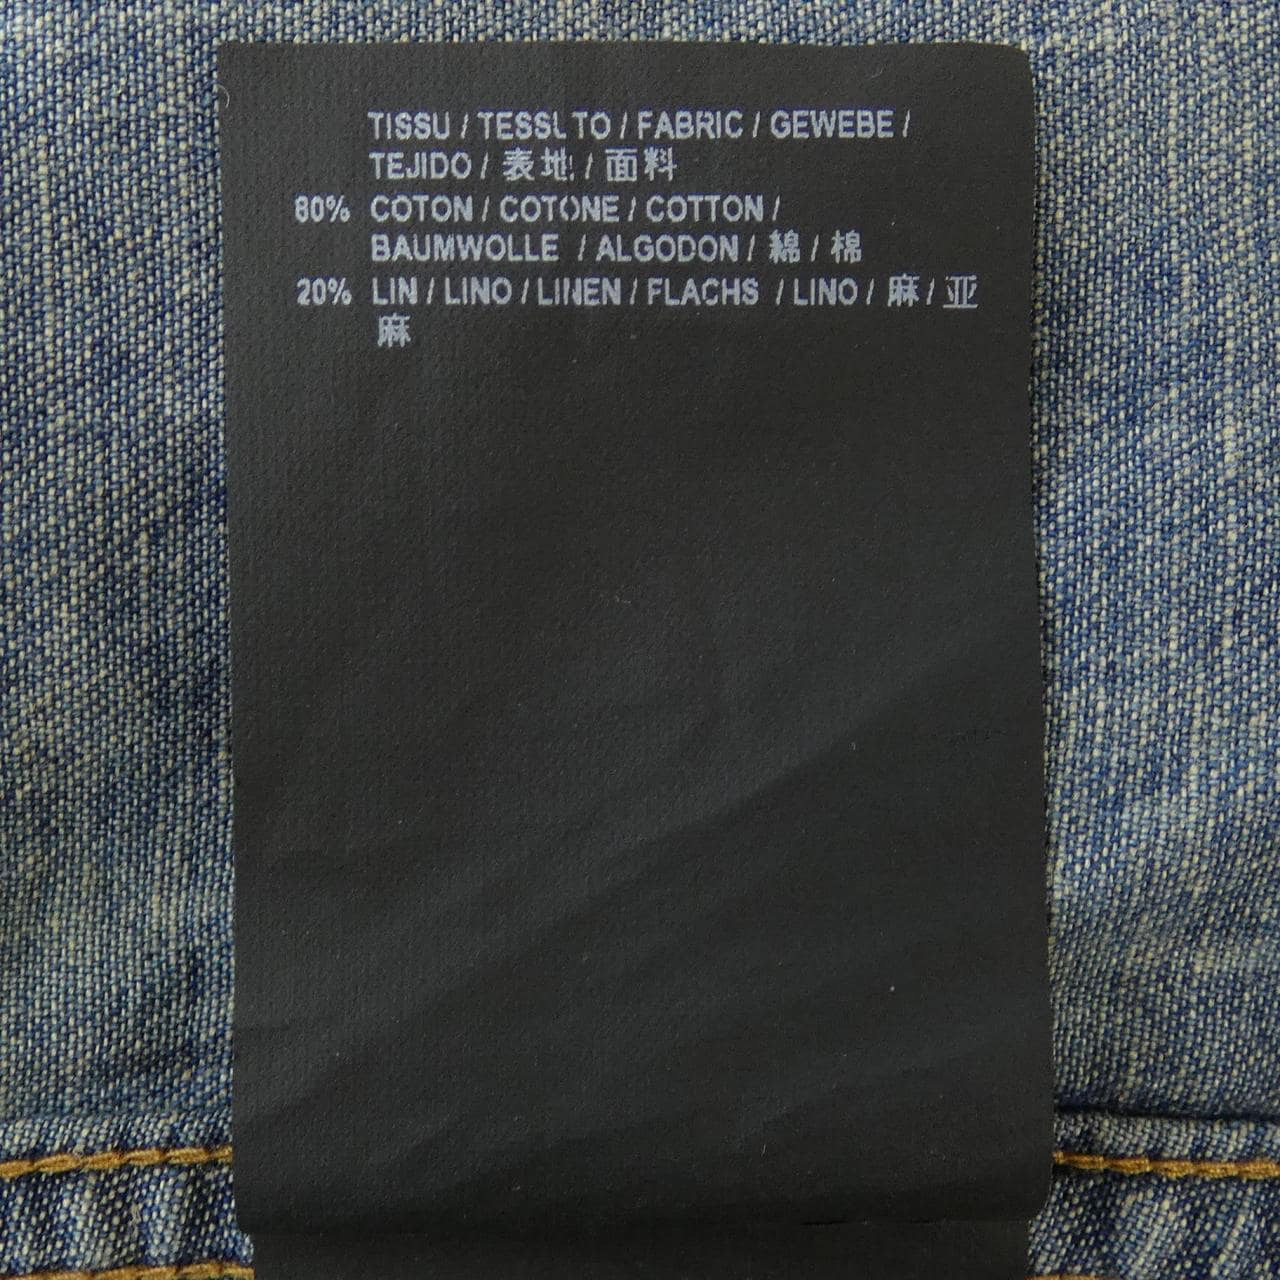 TISSU / TESSUTO / FABRIC / GEWEBE /
TEJIDO / 表地 / 面料
80% COTON / COTONE / COTTON /
BAUMWOLLE / ALGODON / 綿 / 棉
20% LIN / LINO / LINEN / FLACHS / LINO / 麻 / 亚
麻